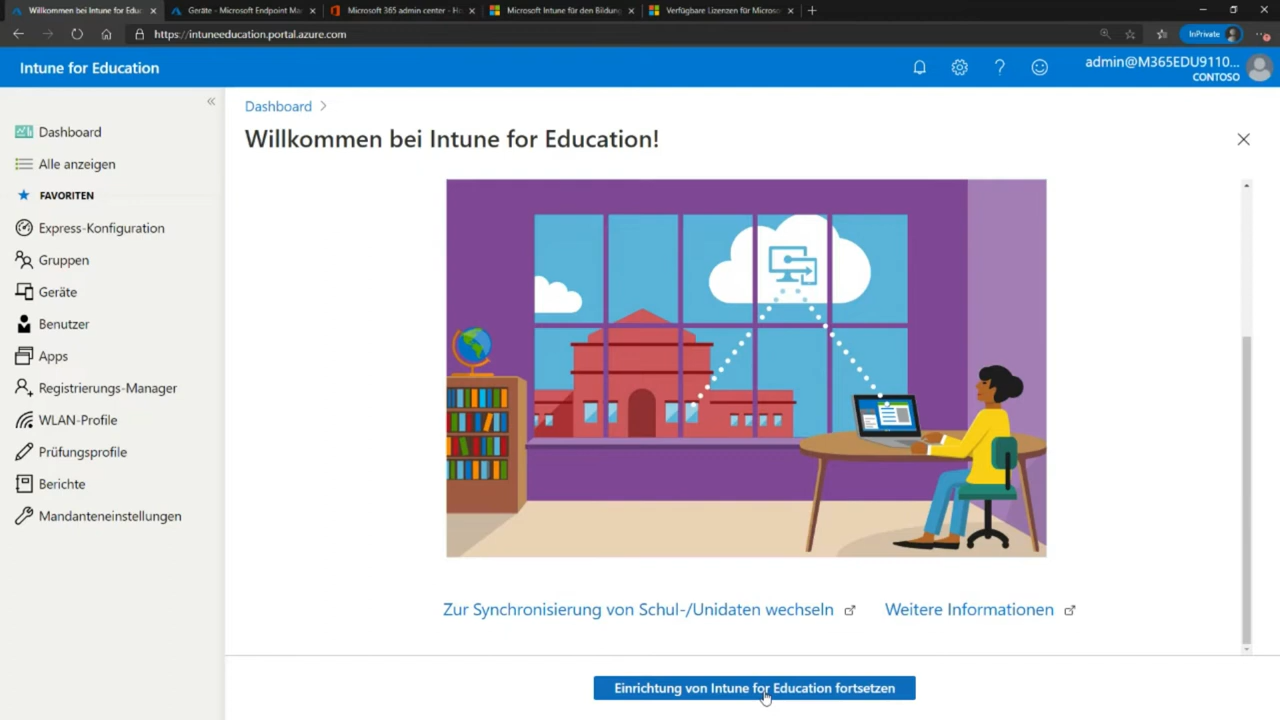 Willkommen bei Intune for Educ
Geräte - Microsoft Endpoint Ma
Microsoft 365 admin center - Ho
Microsoft Intune für den Bildung
Verfügbare Lizenzen für Microso
https://intuneeducation.portal.azure.com
InPrivate
Intune for Education
admin@M365EDU9110...
CONTOSO
Dashboard
Alle anzeigen
FAVORITEN
Express-Konfiguration
Gruppen
Geräte
Benutzer
Apps
Registrierungs-Manager
WLAN-Profile
Prüfungsprofile
Berichte
Mandanteneinstellungen
Dashboard
Willkommen bei Intune for Education!
Zur Synchronisierung von Schul-/Unidaten wechseln
Weitere Informationen
Einrichtung von Intune for Education fortsetzen